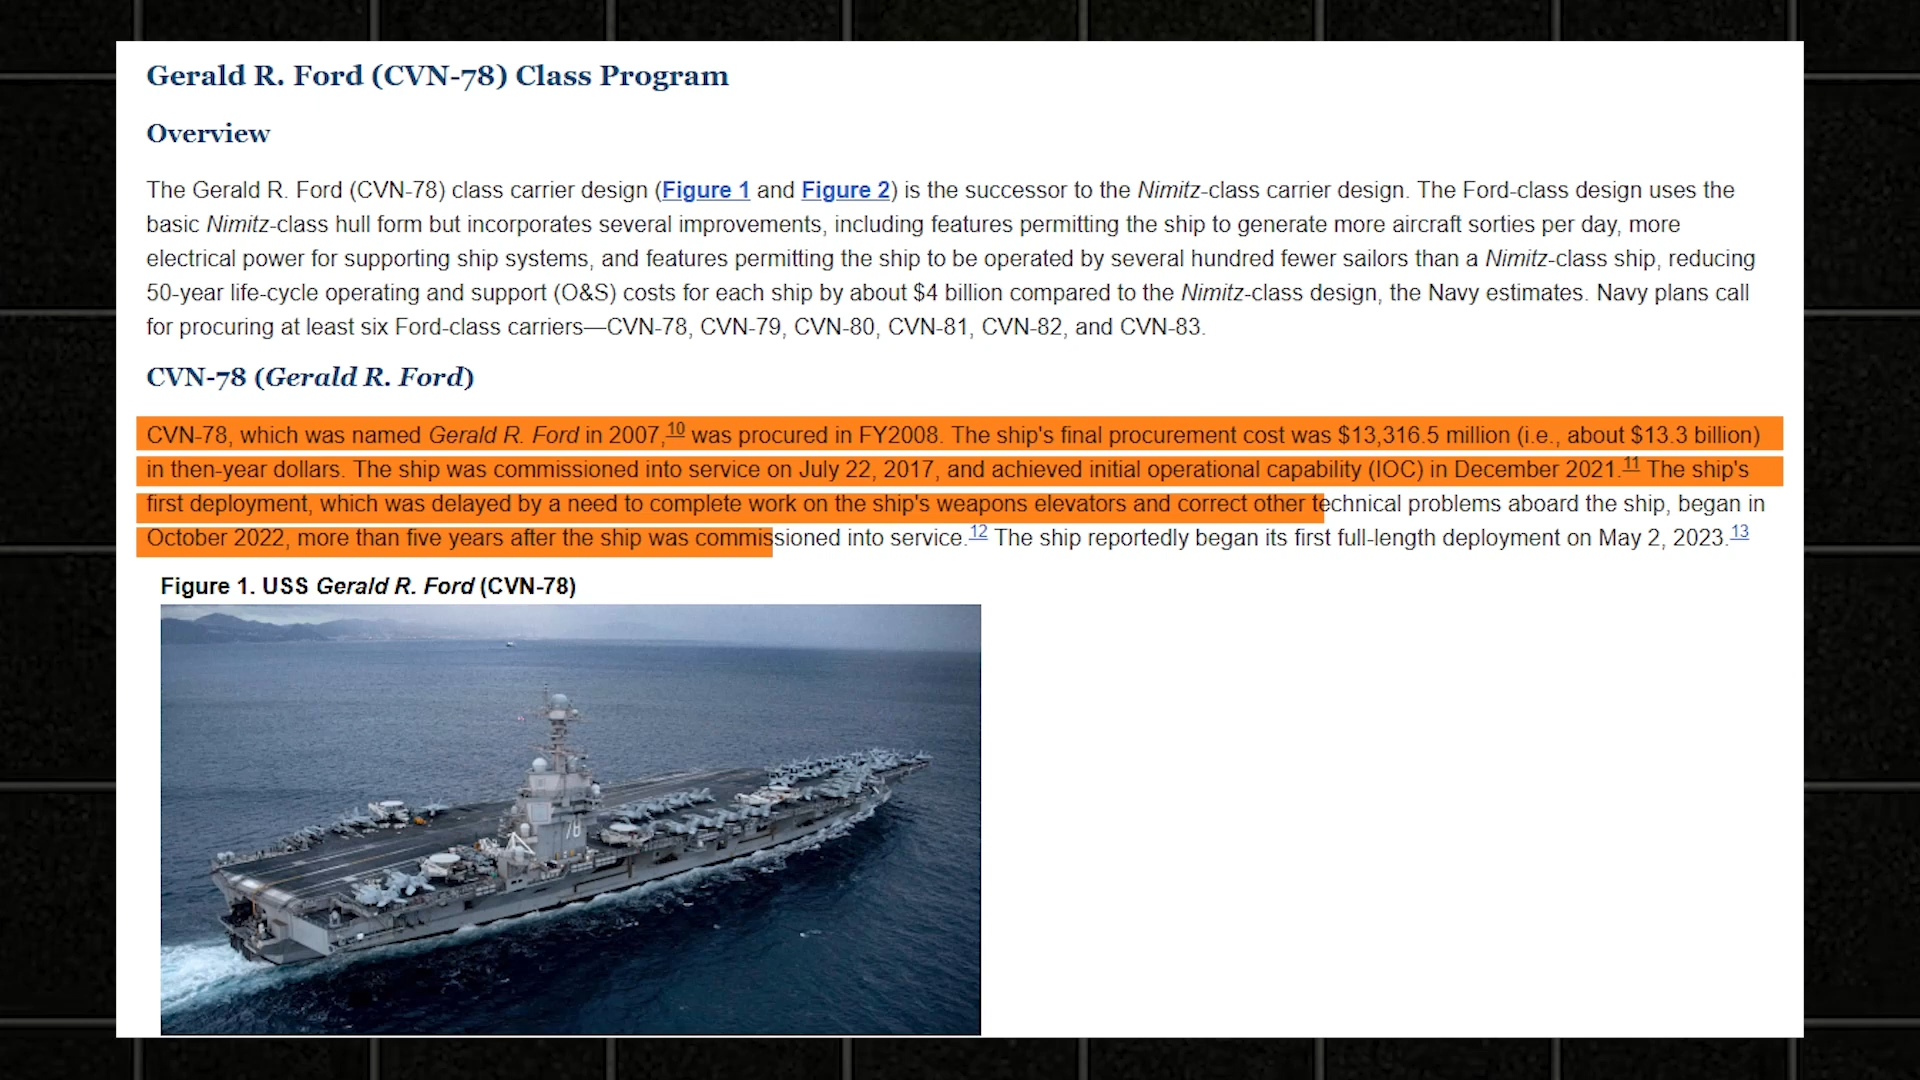 Gerald R. Ford (CVN-78) Class Program
Overview
The Gerald R. Ford (CVN-78) class carrier design (Figure 1 and Figure 2) is the successor to the Nimitz-class carrier design. The Ford-class design uses the
basic Nimitz-class hull form but incorporates several improvements, including features permitting the ship to generate more aircraft sorties per day, more
electrical power for supporting ship systems, and features permitting the ship to be operated by several hundred fewer sailors than a Nimitz-class ship, reducing
50-year life-cycle operating and support (O&S) costs for each ship by about $4 billion compared to the Nimitz-class design, the Navy estimates. Navy plans call
for procuring at least six Ford-class carriers—CVN-78, CVN-79, CVN-80, CVN-81, CVN-82, and CVN-83.
CVN-78 (Gerald R. Ford)
CVN-78, which was named Gerald R. Ford in 2007,10 was procured in FY2008. The ship's final procurement cost was $13,316.5 million (i.e., about $13.3 billion)
in then-year dollars. The ship was commissioned into service on July 22, 2017, and achieved initial operational capability (IOC) in December 2021.11 The ship's
first deployment, which was delayed by a need to complete work on the ship's weapons elevators and correct other technical problems aboard the ship, began in
October 2022, more than five years after the ship was commissioned into service.12 The ship reportedly began its first full-length deployment on May 2, 2023.13
Figure 1. USS Gerald R. Ford (CVN-78)
78